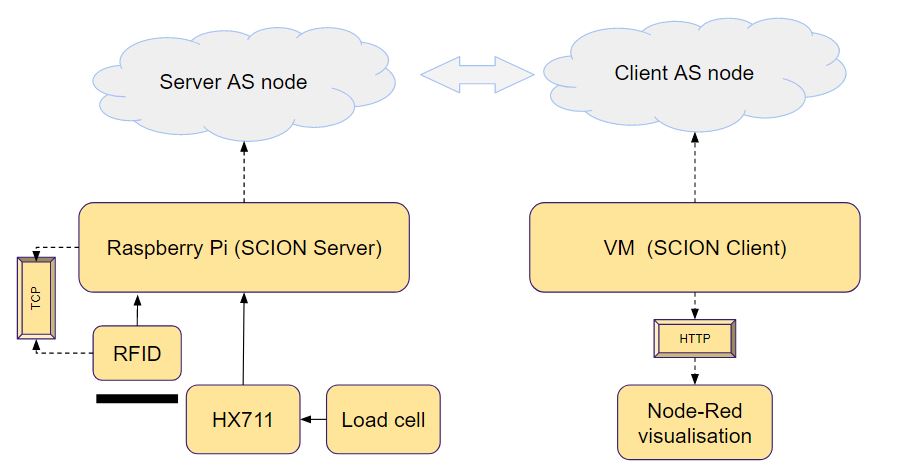 Server AS node
Client AS node
Raspberry Pi (SCION Server)
VM (SCION Client)
TCP
HTTP
RFID
HX711
Load cell
Node-Red
visualisation